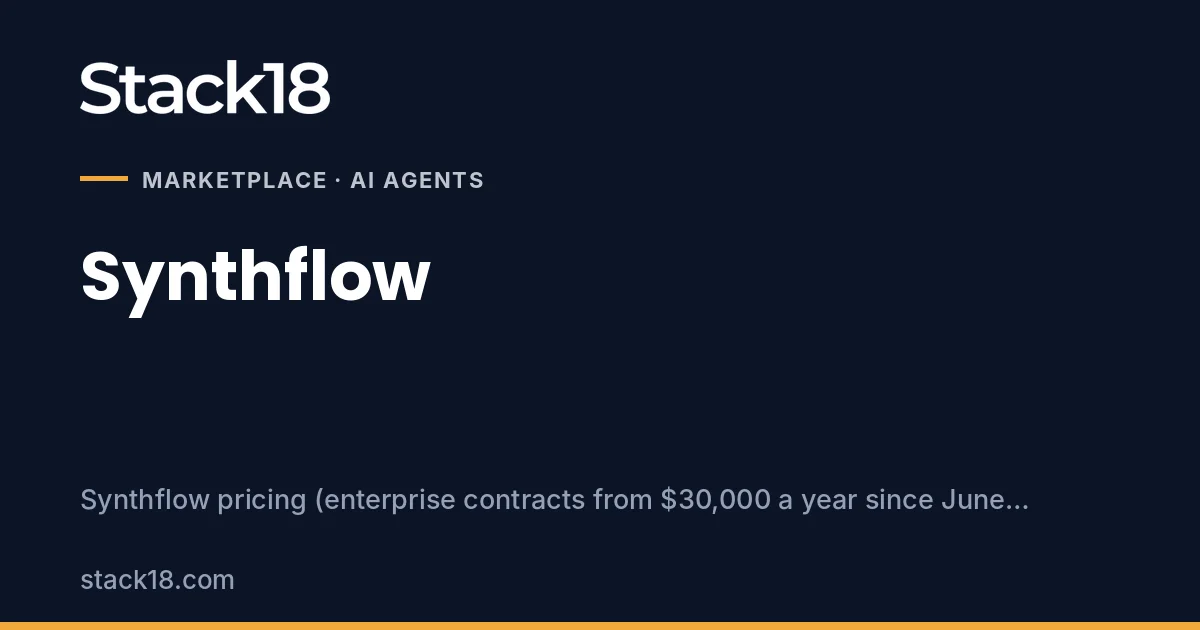 Stack18
MARKETPLACE · AI AGENTS
Synthflow
Synthflow pricing (enterprise contracts from $30,000 a year since June...
stack18.com